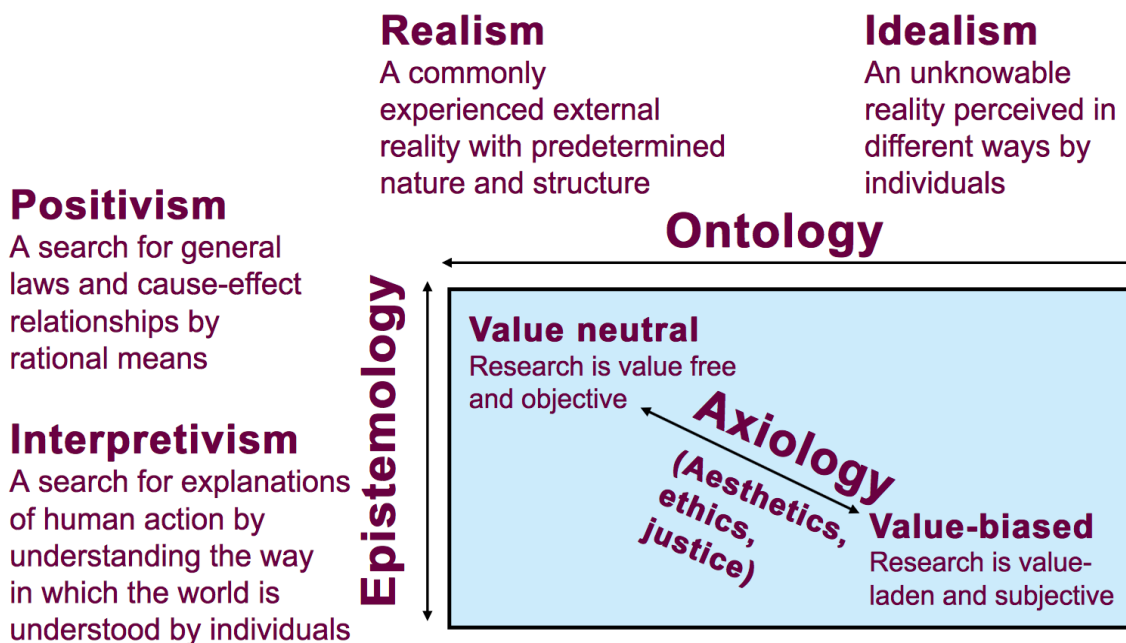 Realism
A commonly
experienced external
reality with predetermined
nature and structure
Idealism
An unknowable
reality perceived in
different ways by
individuals
Ontology
Positivism
A search for general
laws and cause-effect
relationships by
rational means
Interpretivism
A search for explanations
of human action by
understanding the way
in which the world is
understood by individuals
Epistemology
Value neutral
Research is value free
and objective
Axiology
(Aesthetics,
ethics,
justice)
Value-biased
Research is value-
laden and subjective